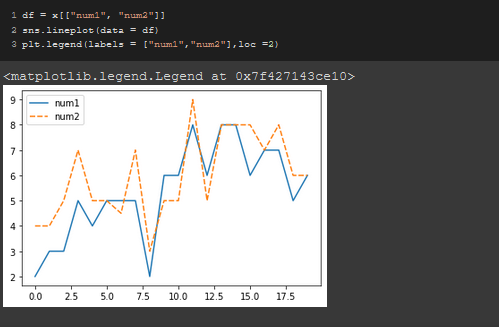 1 df = x[["num1", "num2"]]
2 sns.lineplot(data = df)
3 plt.legend(labels = ["num1","num2"],loc =2)
<matplotlib.legend.Legend at 0x7f427143ce10>
num1
num2
9
8
7
6
5
4
3
2
0.0 2.5 5.0 7.5 10.0 12.5 15.0 17.5